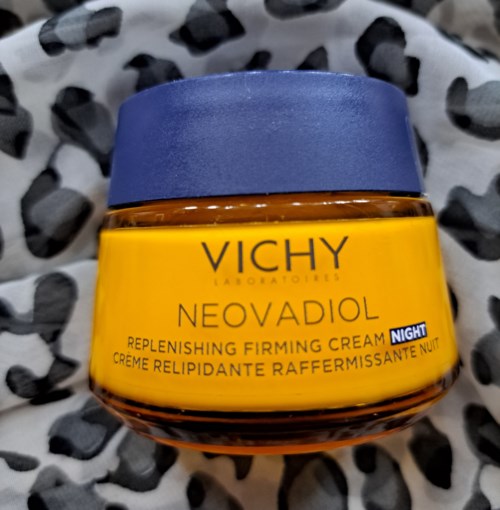 VICHY
LABORATOIRES
NEOVADIOL
REPLENISHING FIRMING CREAM NIGHT
CRÈME RELIPIDANTE RAFFERMISSANTE NUIT